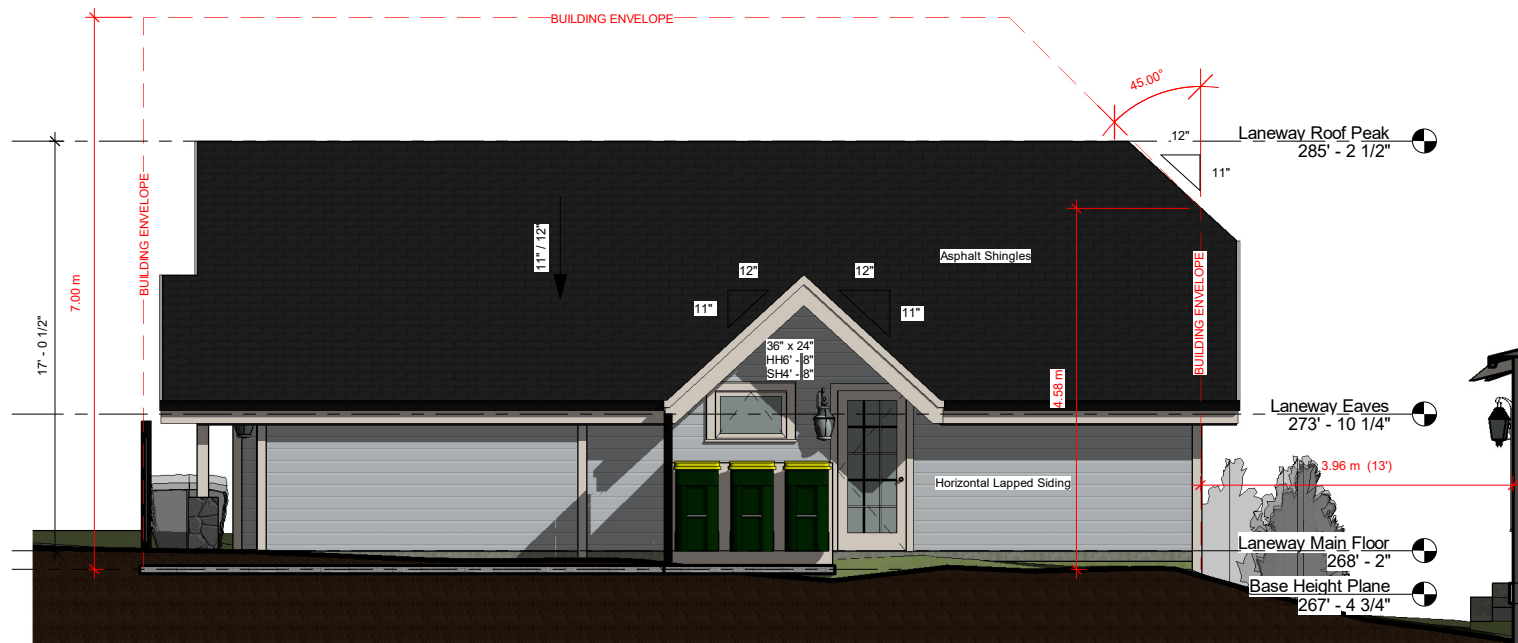 BUILDING ENVELOPE
45.00°
12"
11"
Laneway Roof Peak
285' - 2 1/2"
BUILDING ENVELOPE
7.00 m
17' - 0 1/2"
11" / 12"
Asphalt Shingles
12"
12"
11"
11"
BUILDING ENVELOPE
36" x 24"
HH6' - 8"
SH4' - 8"
4.58 m
Laneway Eaves
273' - 10 1/4"
3.96 m (13')
Horizontal Lapped Siding
Laneway Main Floor
268' - 2"
Base Height Plane
267' - 4 3/4"